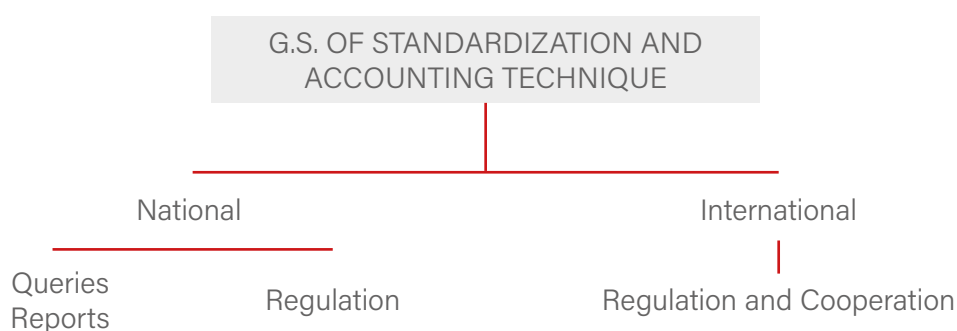 G.S. OF STANDARDIZATION AND
ACCOUNTING TECHNIQUE
National
International
Queries
Reports
Regulation
Regulation and Cooperation